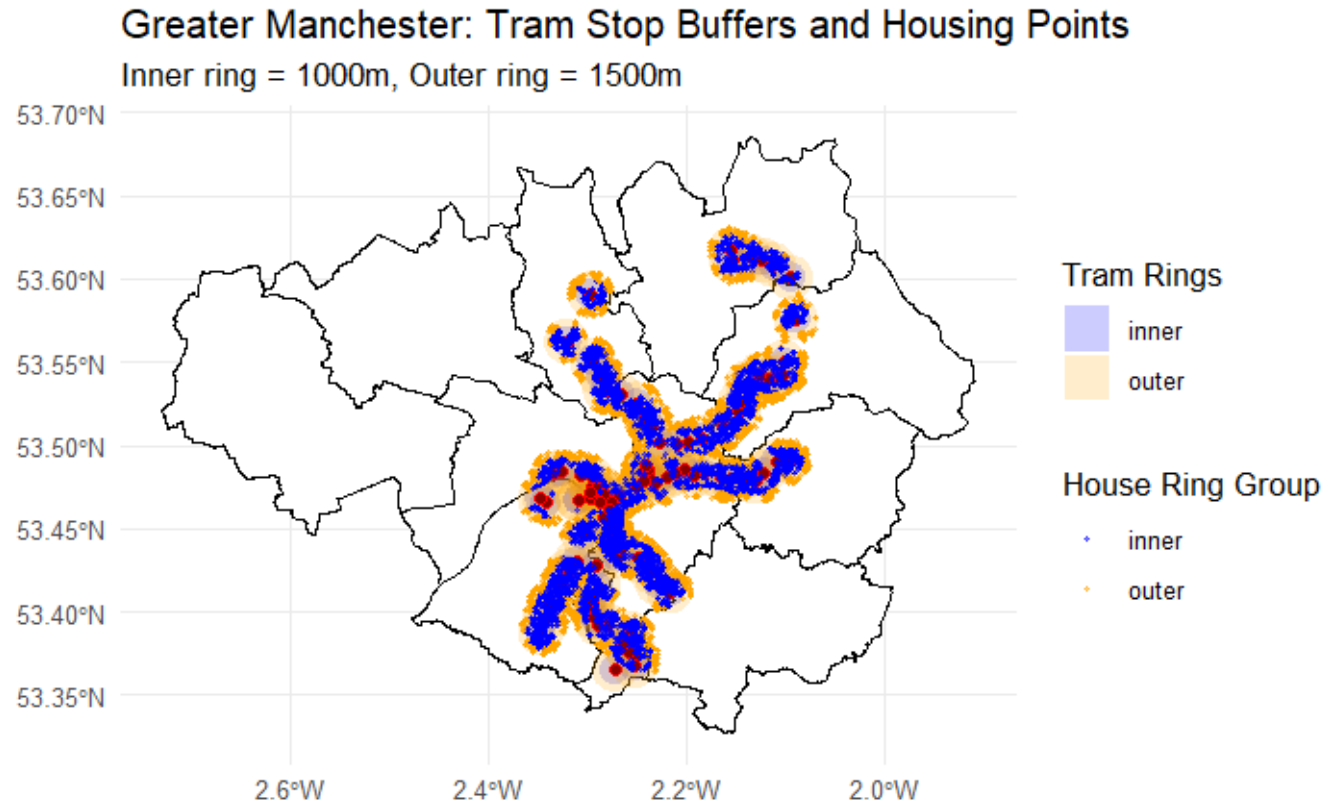 Greater Manchester: Tram Stop Buffers and Housing Points
Inner ring = 1000m, Outer ring = 1500m
53.70°N
53.65°N
53.60°N
53.55°N
53.50°N
53.45°N
53.40°N
53.35°N
2.6°W
2.4°W
2.2°W
2.0°W
Tram Rings
inner
outer
House Ring Group
inner
outer